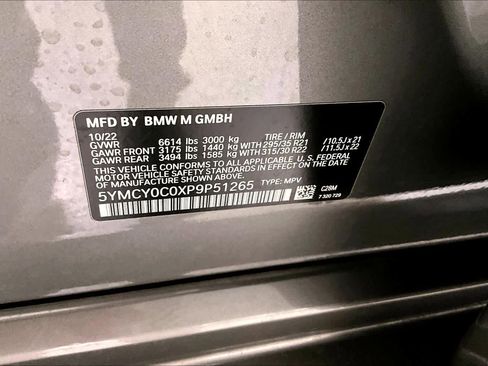 MFD BY BMW M GMBH
10/22 TIRE / RIM
GVWR 6614 lbs 3000 kg
GAWR FRONT 3175 lbs 1440 kg WITH 295/35 R21 / 10.5J x 21
GAWR REAR 3494 lbs 1585 kg WITH 315/30 R22 / 11.5J x 22
THIS VEHICLE CONFORMS TO ALL APPLICABLE U.S. FEDERAL
MOTOR VEHICLE SAFETY STANDARDS IN EFFECT ON THE
DATE OF MANUFACTURE SHOWN ABOVE.
5YMCY0C0XP9P51265 TYPE: MPV
C28M
7 320 729